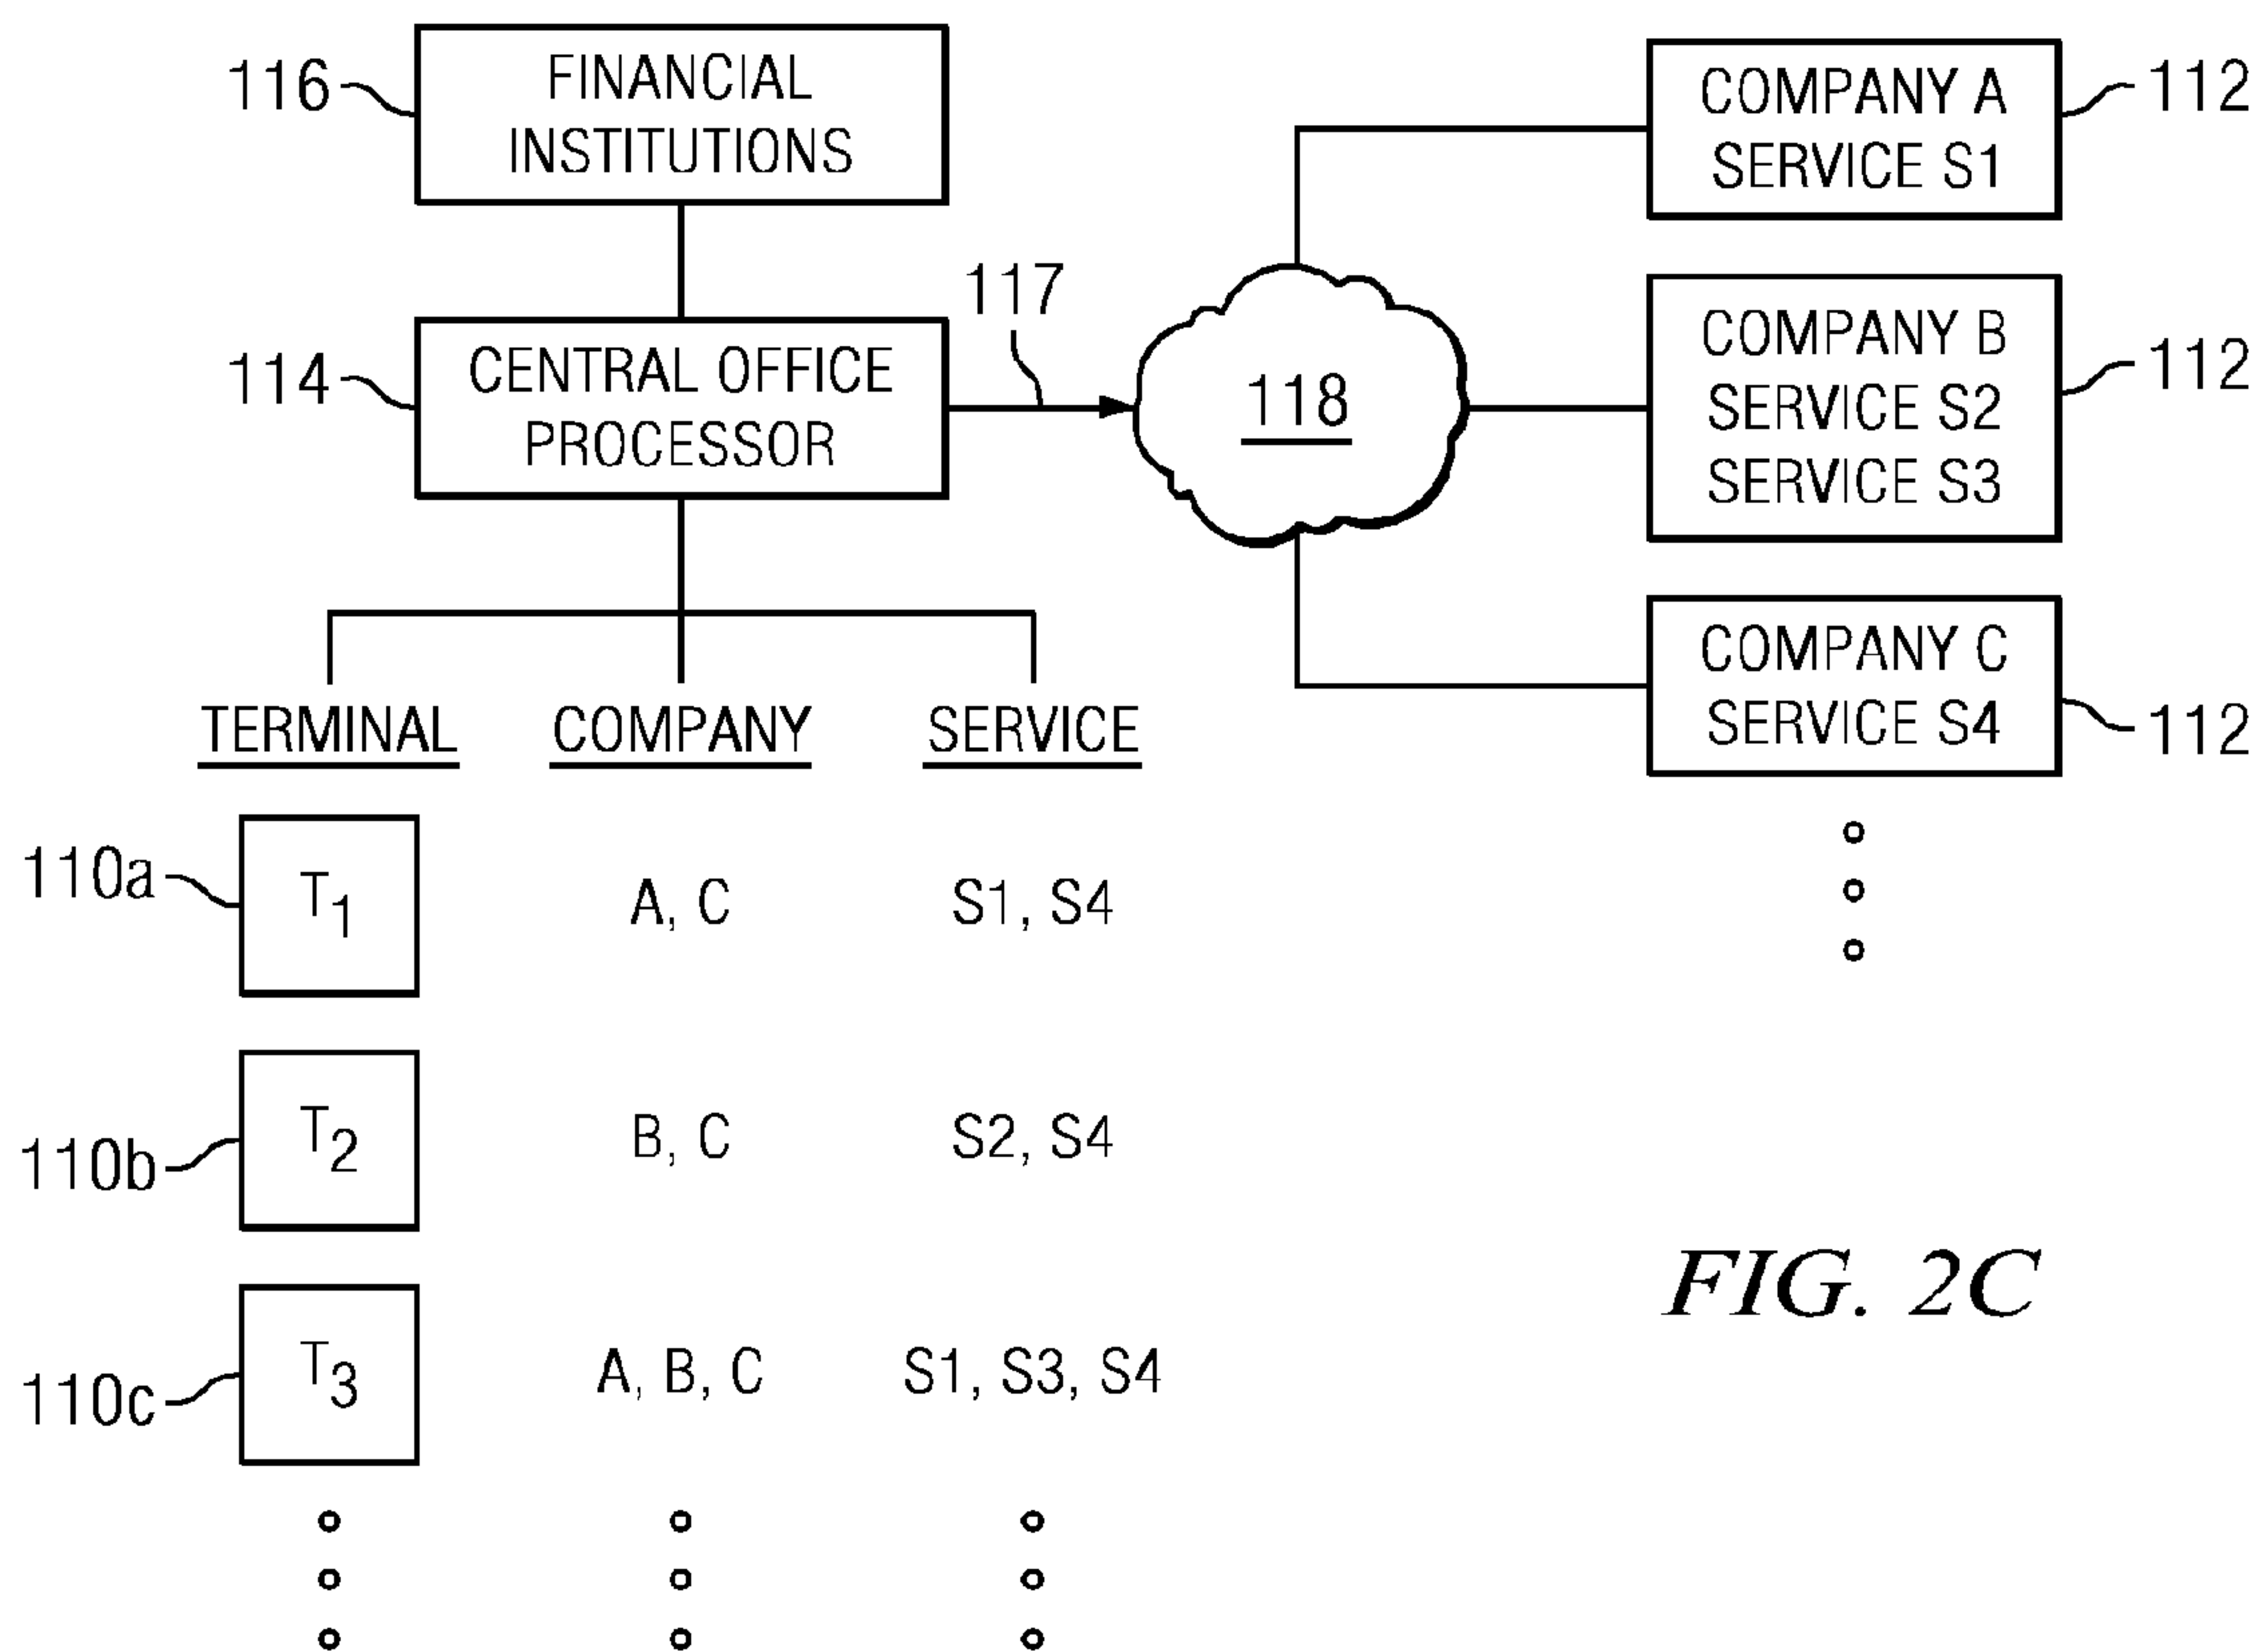 116
FINANCIAL
INSTITUTIONS
COMPANY A
SERVICE S1
112
117
114
CENTRAL OFFICE
PROCESSOR
118
COMPANY B
SERVICE S2
SERVICE S3
112
COMPANY C
SERVICE S4
112
TERMINAL COMPANY SERVICE
110a T1 A, C S1, S4
110b T2 B, C S2, S4
110c T3 A, B, C S1, S3, S4
FIG. 2C